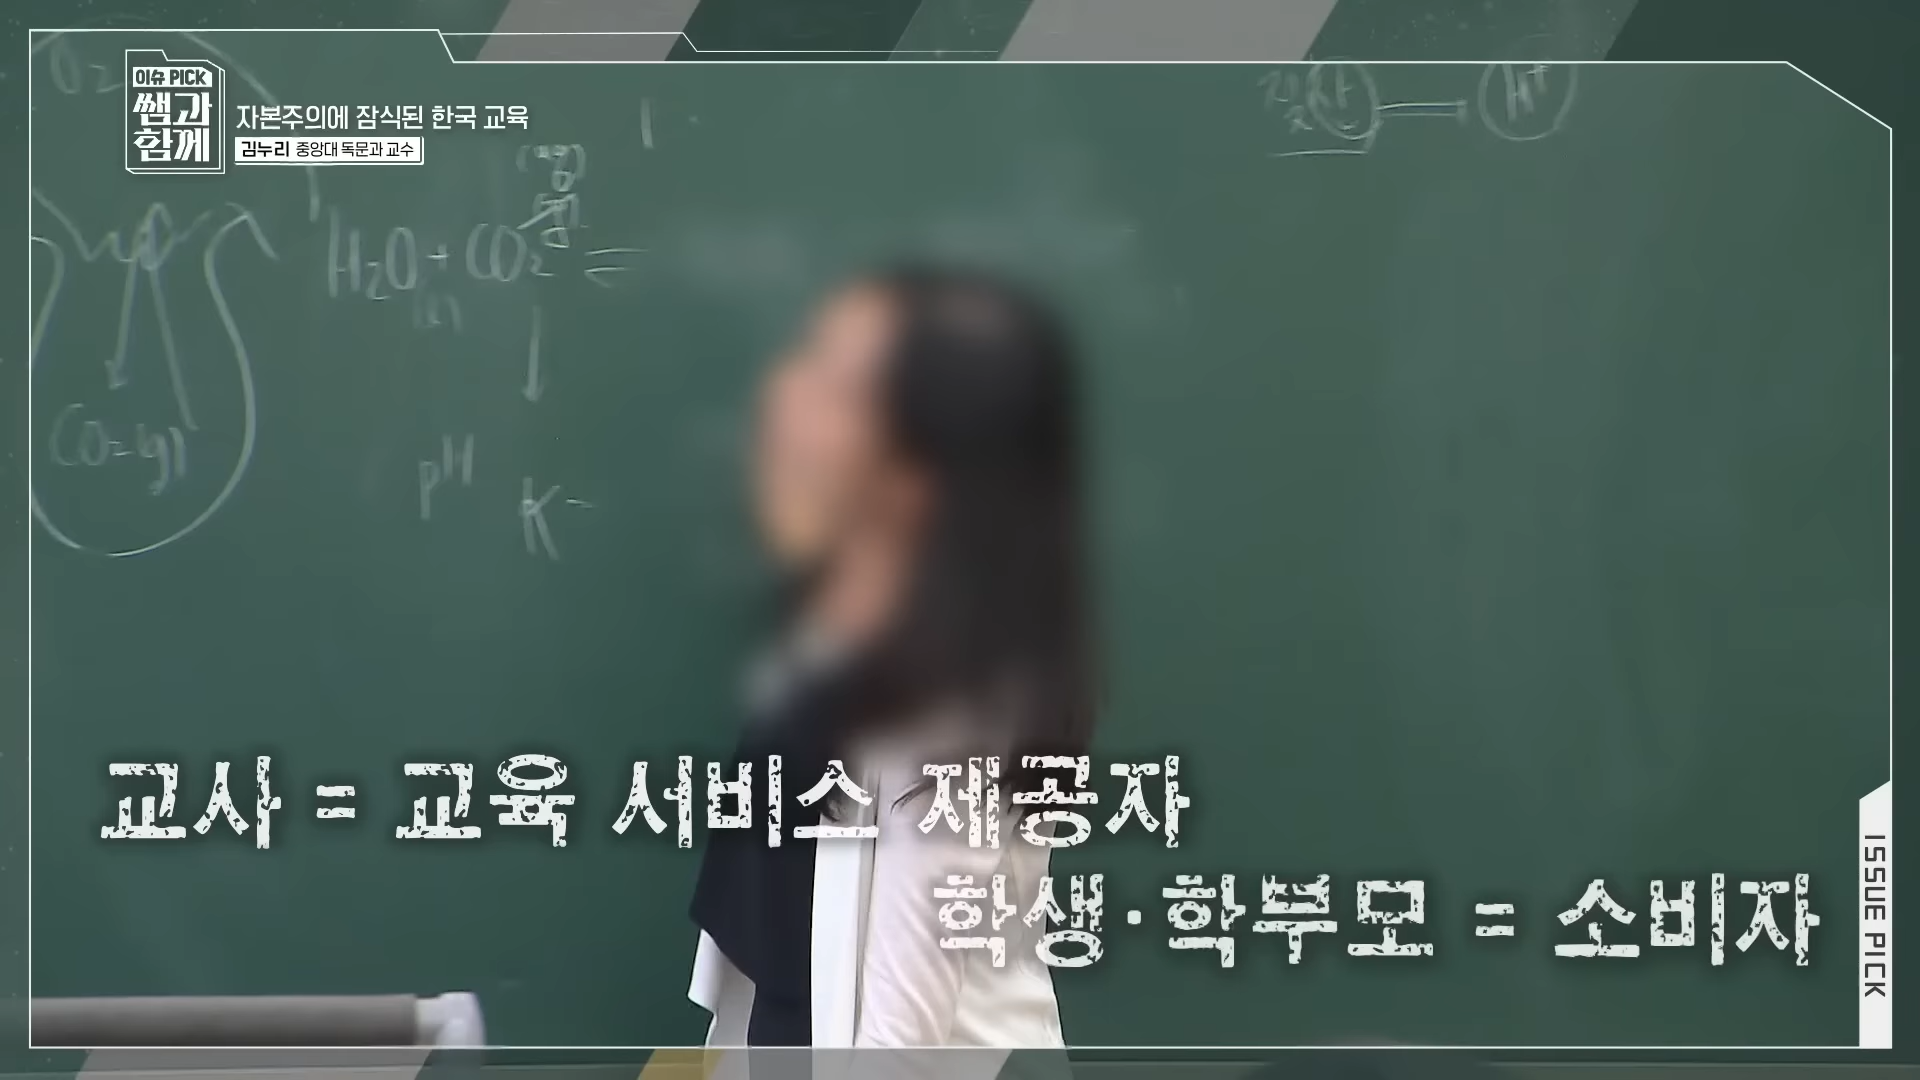 이슈 PICK
쌤과
함께
자본주의에 잠식된 한국 교육
김누리 중앙대 독문과 교수
O₂
H₂O + CO₂ =
pH
K-
H+
교사 = 교육 서비스 제공자
학생·학부모 = 소비자
ISSUE PICK